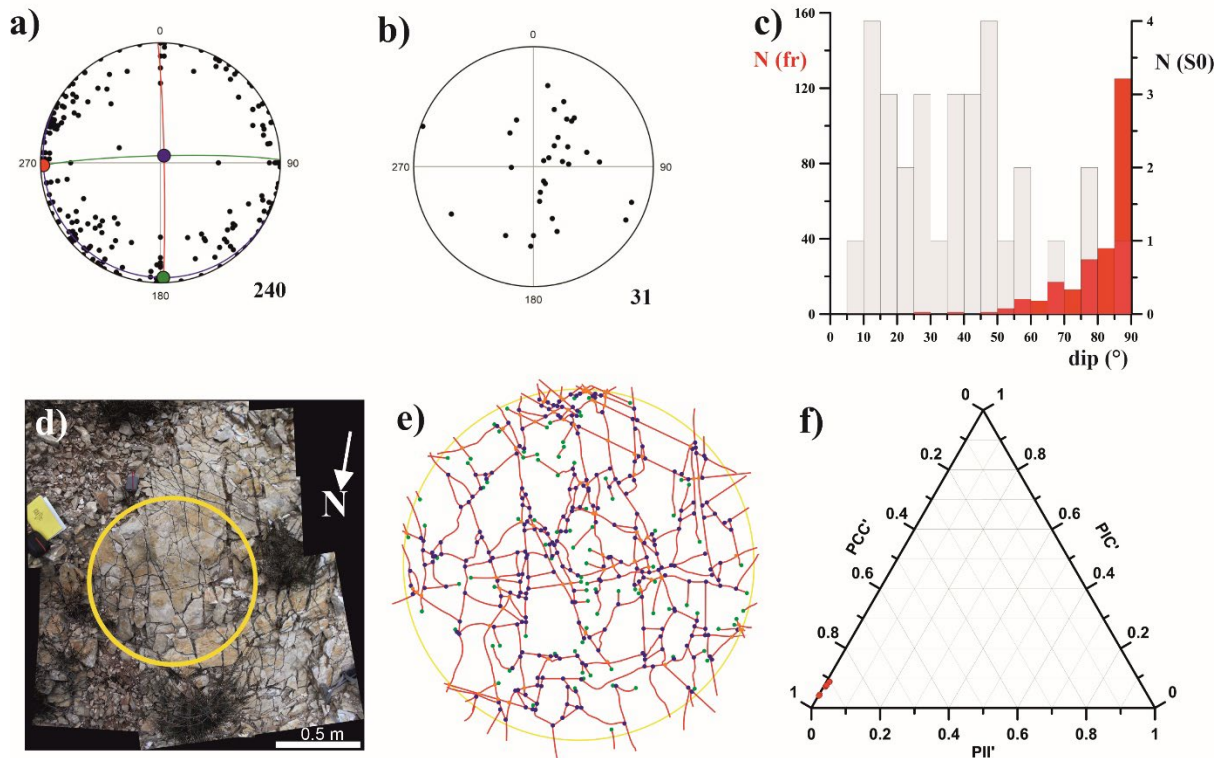 a)
0
270
90
180
240
b)
0
270
90
180
31
c)
160
120
80
40
0
N (fr)
4
3
2
1
0
N (S0)
0 10 20 30 40 50 60 70 80 90
dip (°)
d)
N
0.5 m
e)
f)
0 1
0.2 0.8
0.4 0.6
0.6 0.4
0.8 0.2
1 0
PCC'
PIC'
0 0.2 0.4 0.6 0.8 1
PII'